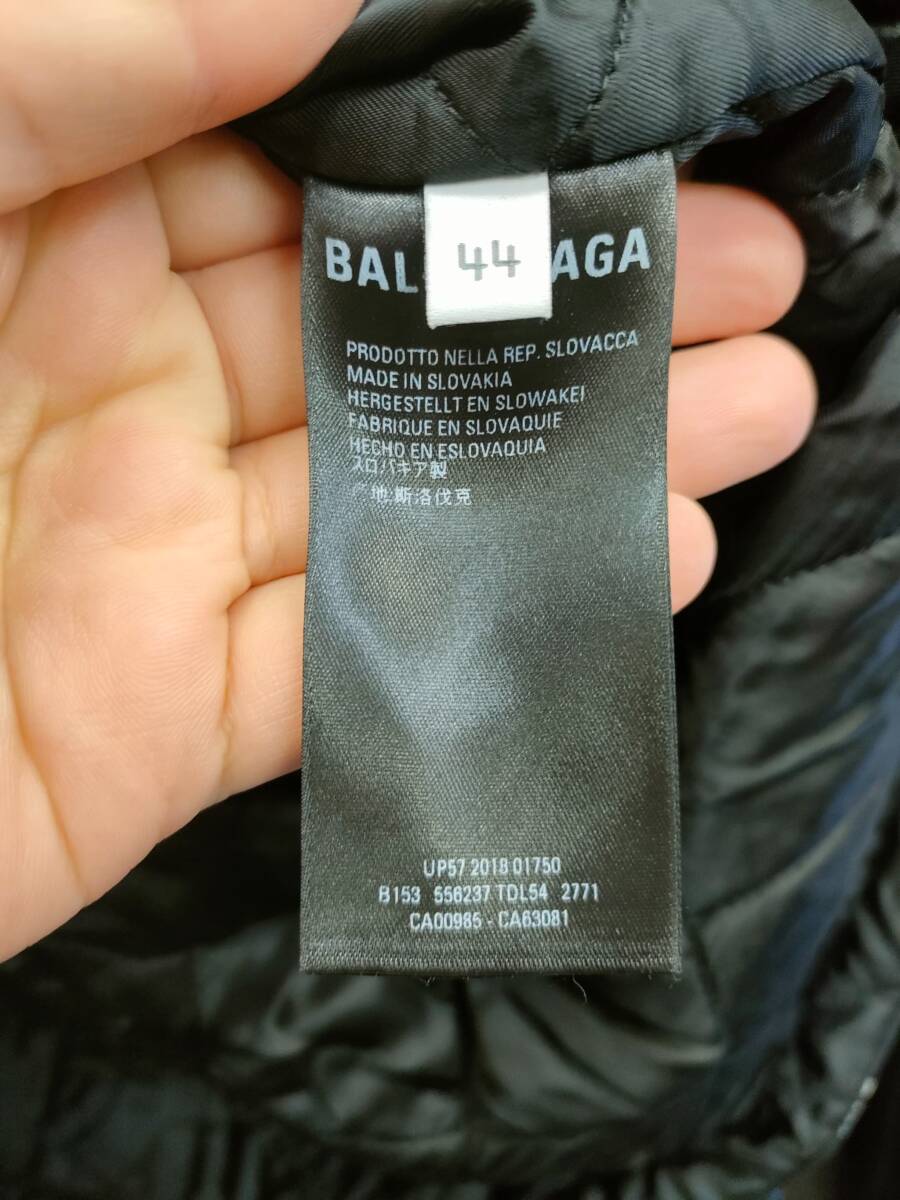 BAL AGA
44
PRODOTTO NELLA REP. SLOVACCA
MADE IN SLOVAKIA
HERGESTELLT EN SLOWAKEI
FABRIQUE EN SLOVAQUIE
HECHO EN ESLOVAQUIA
スロバキア製
地:斯洛伐克
UP57 2018 01750
B153 556237 TDL54 2771
CA00985 - CA63081